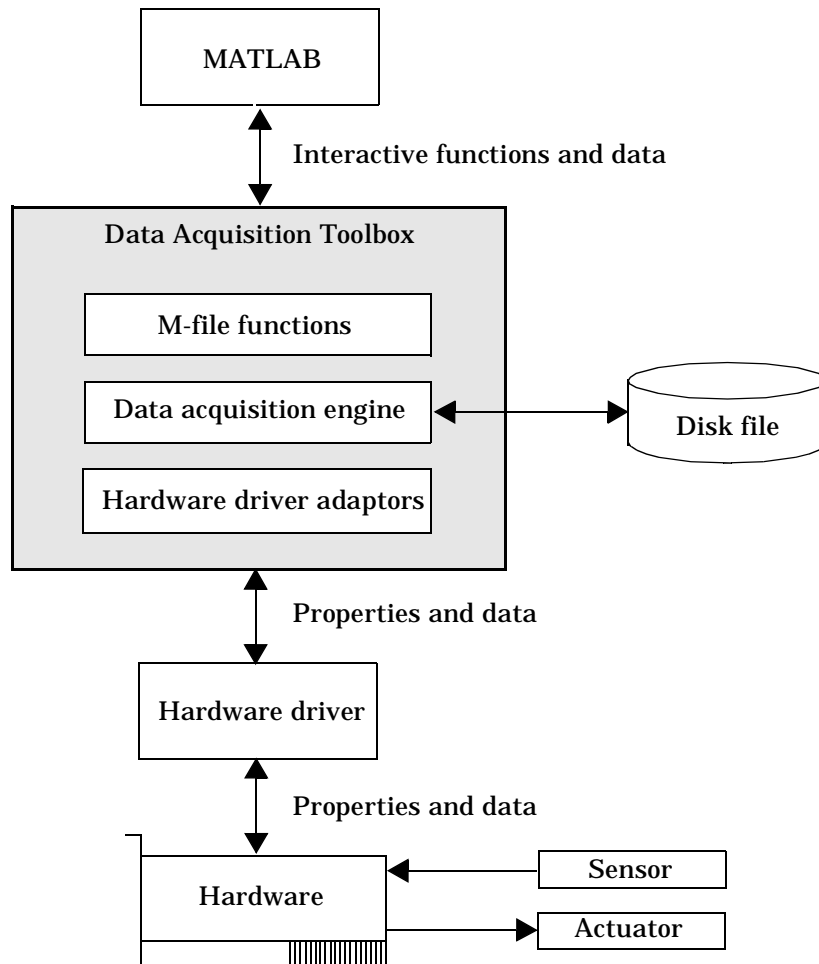 MATLAB
Interactive functions and data
Data Acquisition Toolbox
M-file functions
Data acquisition engine
Disk file
Hardware driver adaptors
Properties and data
Hardware driver
Properties and data
Sensor
Hardware
Actuator